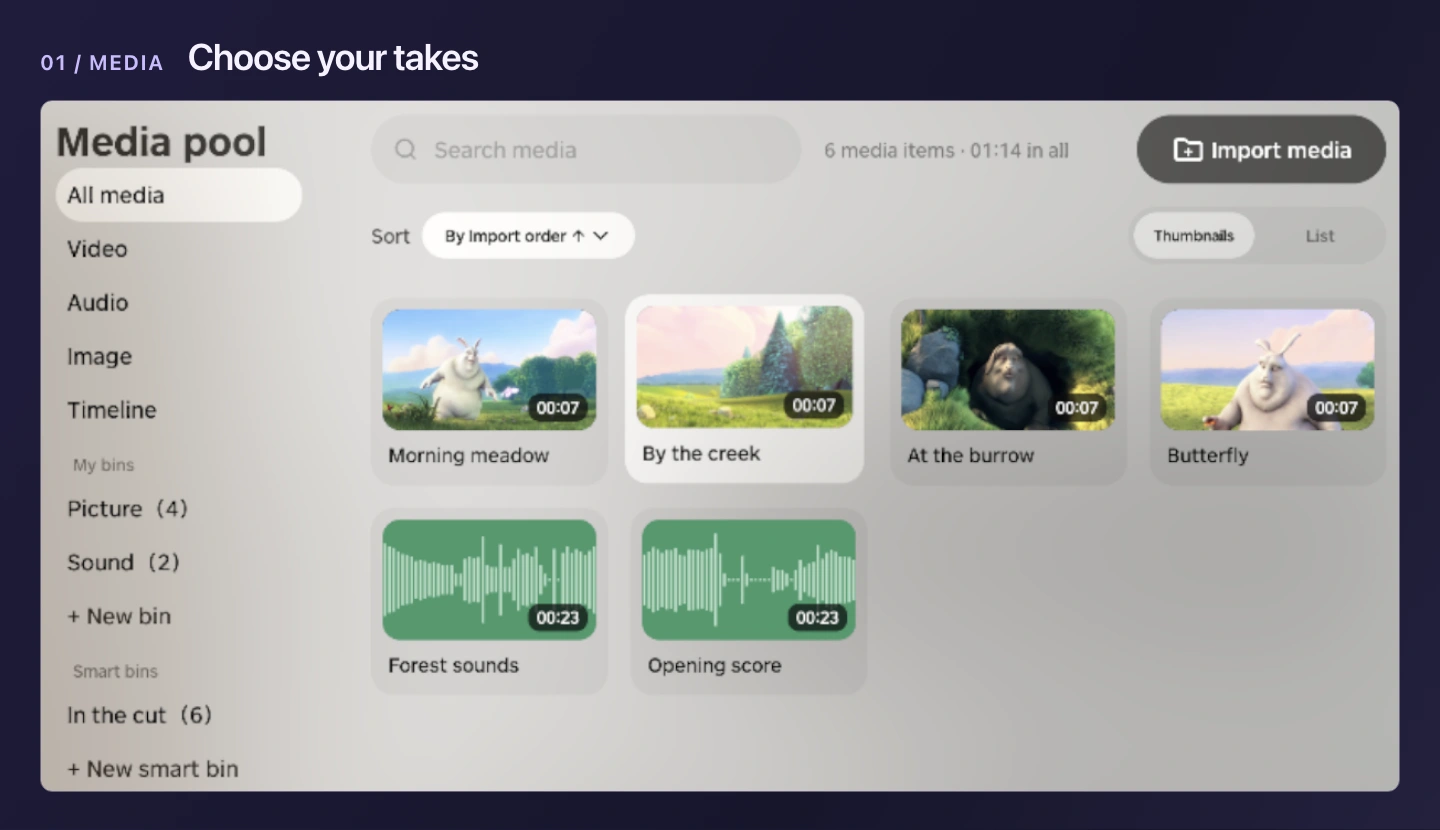 01 / MEDIA Choose your takes
Media pool
All media
Video
Audio
Image
Timeline
My bins
Picture (4)
Sound (2)
+ New bin
Smart bins
In the cut (6)
+ New smart bin
Search media
6 media items · 01:14 in all
Import media
Sort By Import order ↑
Thumbnails
List
00:07
Morning meadow
00:07
By the creek
00:07
At the burrow
00:07
Butterfly
00:23
Forest sounds
00:23
Opening score